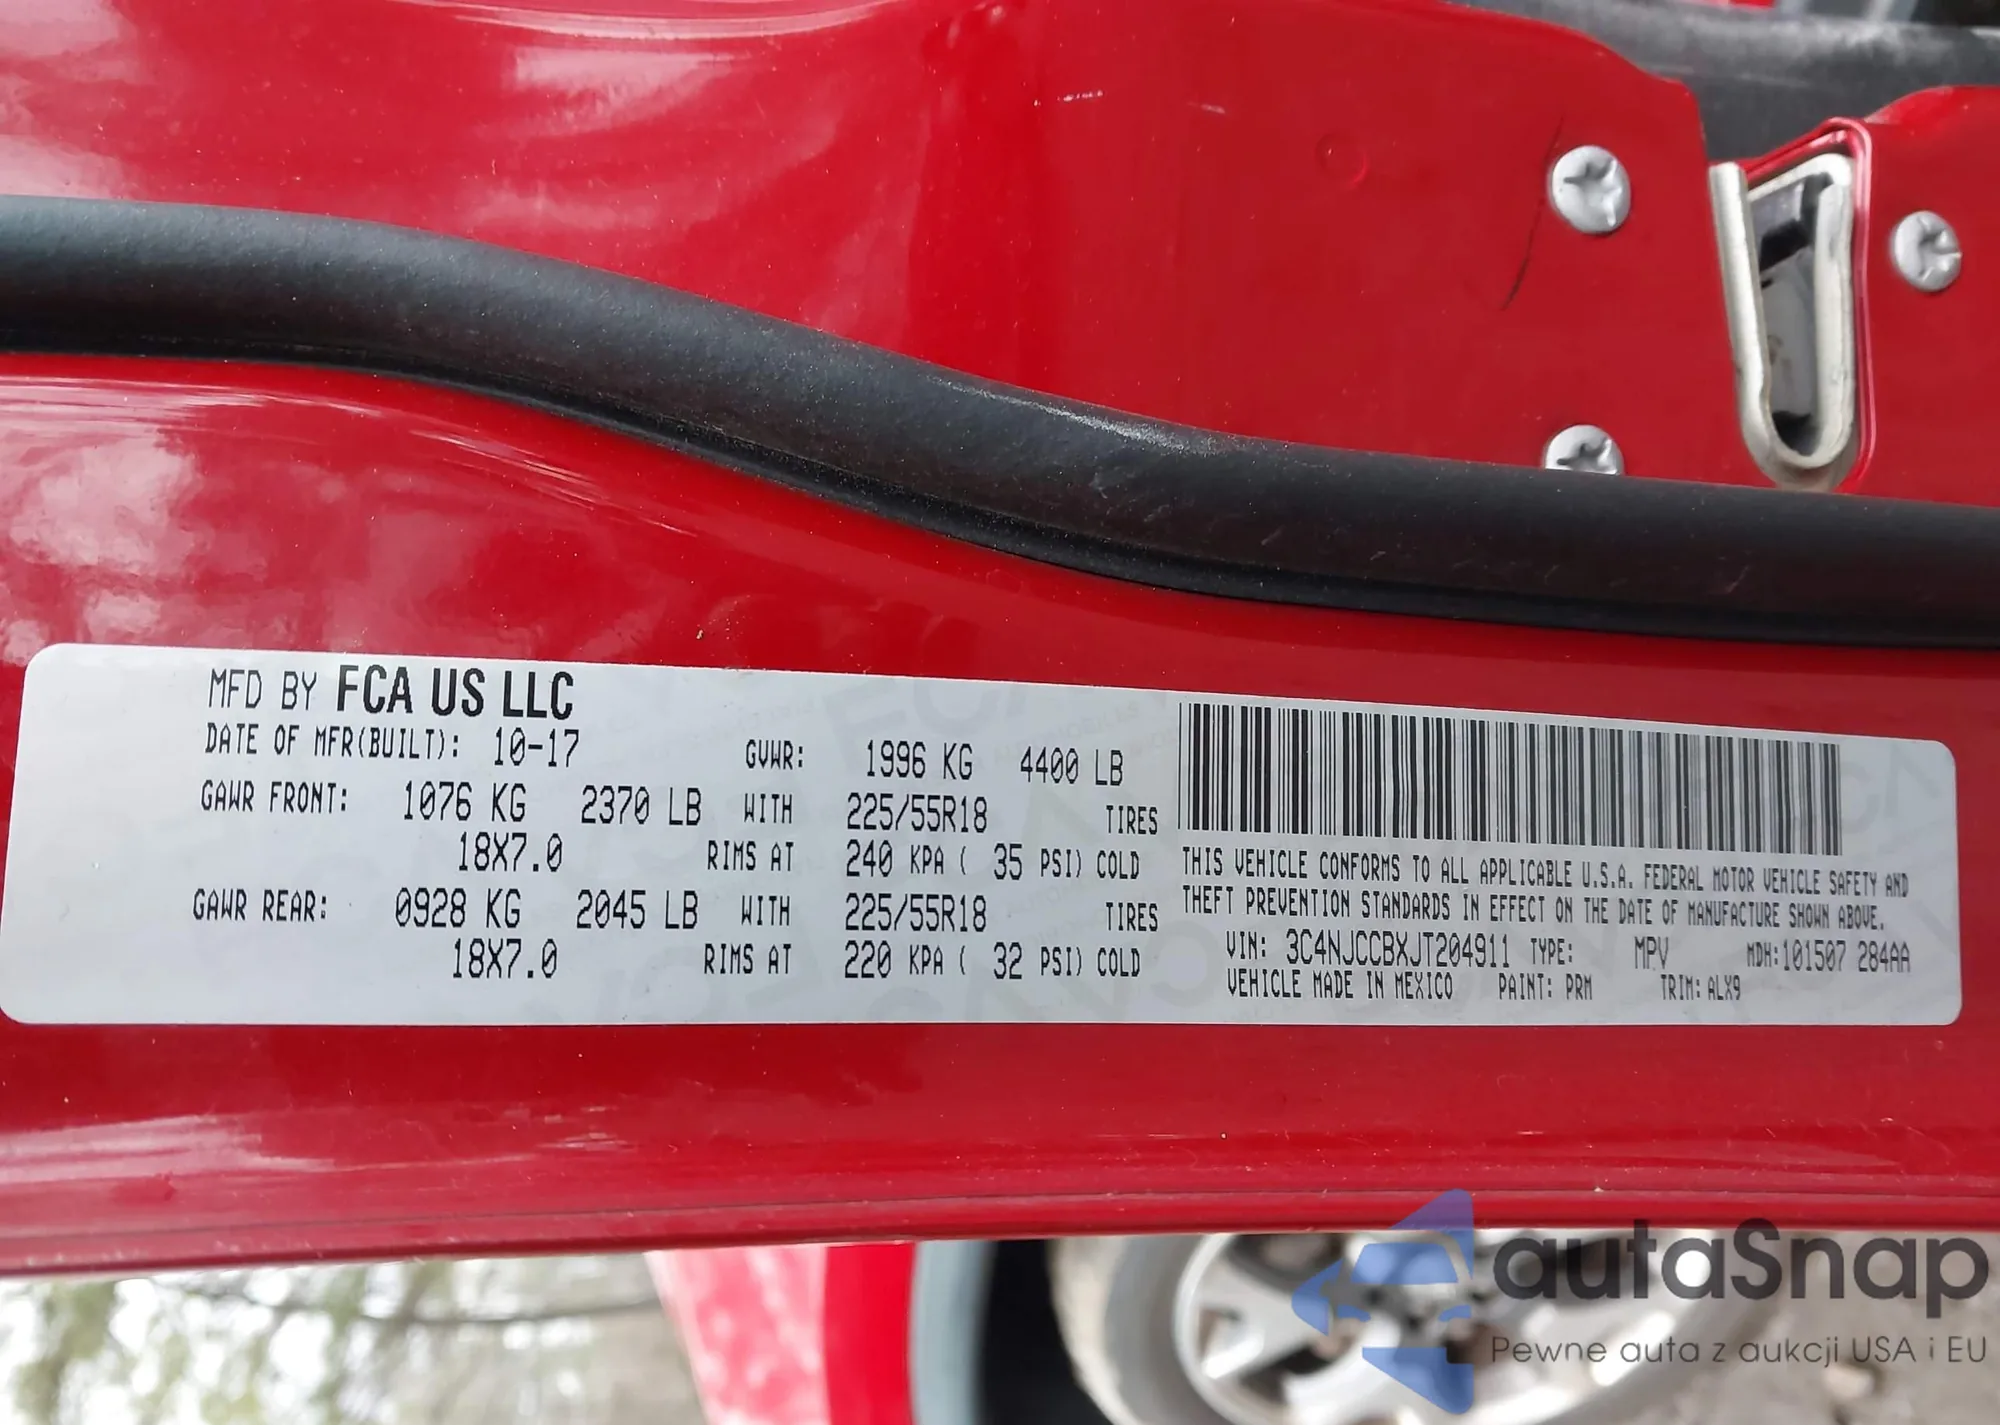 MFD BY FCA US LLC
DATE OF MFR(BUILT): 10-17 GVWR: 1996 KG 4400 LB
GAWR FRONT: 1076 KG 2370 LB WITH 225/55R18 TIRES
18X7.0 RIMS AT 240 KPA ( 35 PSI) COLD
GAWR REAR: 0928 KG 2045 LB WITH 225/55R18 TIRES
18X7.0 RIMS AT 220 KPA ( 32 PSI) COLD
THIS VEHICLE CONFORMS TO ALL APPLICABLE U.S.A. FEDERAL MOTOR VEHICLE SAFETY AND
THEFT PREVENTION STANDARDS IN EFFECT ON THE DATE OF MANUFACTURE SHOWN ABOVE.
VIN: 3C4NJCCBXJT204911 TYPE: MPV MDH:101507 284AA
VEHICLE MADE IN MEXICO PAINT: PRM TRIM: ALX9
autaSnap
Pewne auta z aukcji USA i EU